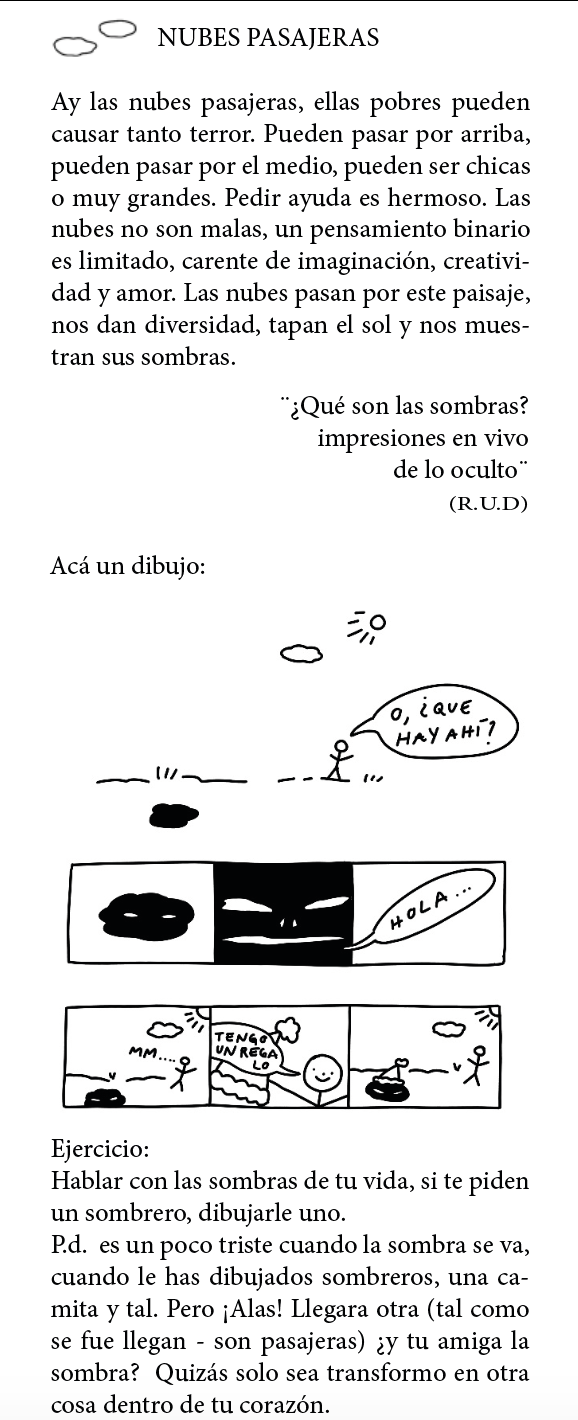 NUBES PASAJERAS
Ay las nubes pasajeras, ellas pobres pueden
causar tanto terror. Pueden pasar por arriba,
pueden pasar por el medio, pueden ser chicas
o muy grandes. Pedir ayuda es hermoso. Las
nubes no son malas, un pensamiento binario
es limitado, carente de imaginación, creativi-
dad y amor. Las nubes pasan por este paisaje,
nos dan diversidad, tapan el sol y nos mues-
tran sus sombras.
¨¿Qué son las sombras?
impresiones en vivo
de lo oculto¨
(R.U.D)
Acá un dibujo:
O, ¿QUE
HAY AHÍ?
HOLA...
MM....
TENGO
UN REGA
LO
Ejercicio:
Hablar con las sombras de tu vida, si te piden
un sombrero, dibujarle uno.
P.d. es un poco triste cuando la sombra se va,
cuando le has dibujados sombreros, una ca-
mita y tal. Pero ¡Alas! Llegara otra (tal como
se fue llegan - son pasajeras) ¿y tu amiga la
sombra? Quizás solo sea transformo en otra
cosa dentro de tu corazón.